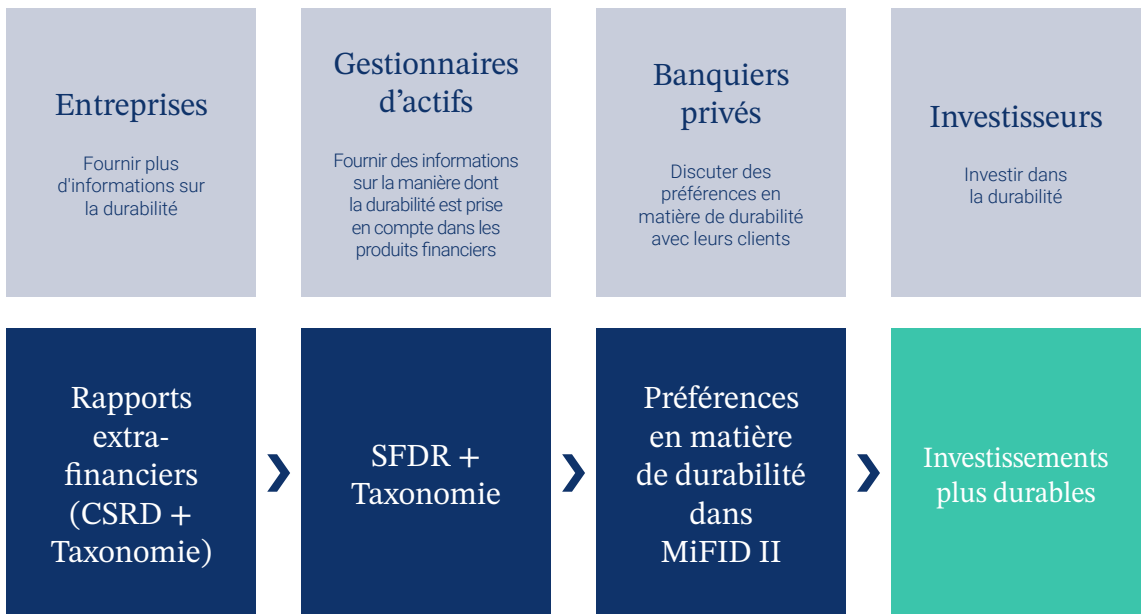 Entreprises
Fournir plus
d'informations sur
la durabilité
Gestionnaires
d’actifs
Fournir des informations
sur la manière dont
la durabilité est prise
en compte dans les
produits financiers
Banquiers
privés
Discuter des
préférences en
matière de durabilité
avec leurs clients
Investisseurs
Investir dans
la durabilité
Rapports
extra-
financiers
(CSRD +
Taxonomie)
SFDR +
Taxonomie
Préférences
en matière
de durabilité
dans
MiFID II
Investissements
plus durables